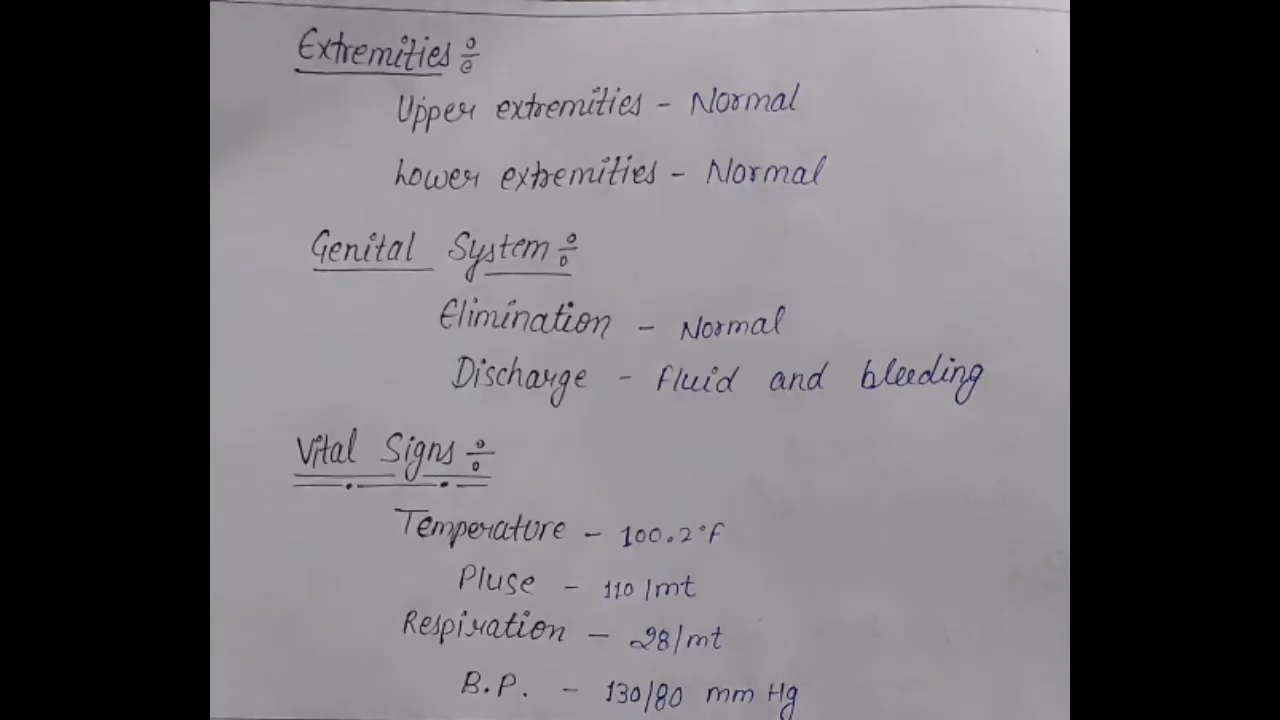 Extremities :
Upper extremities - Normal
Lower extremities - Normal
Genital System :
Elimination - Normal
Discharge - Fluid and bleeding
Vital Signs :
Temperature - 100.2°F
Pluse - 110/mt
Respiration - 28/mt
B.P. - 130/80 mm Hg